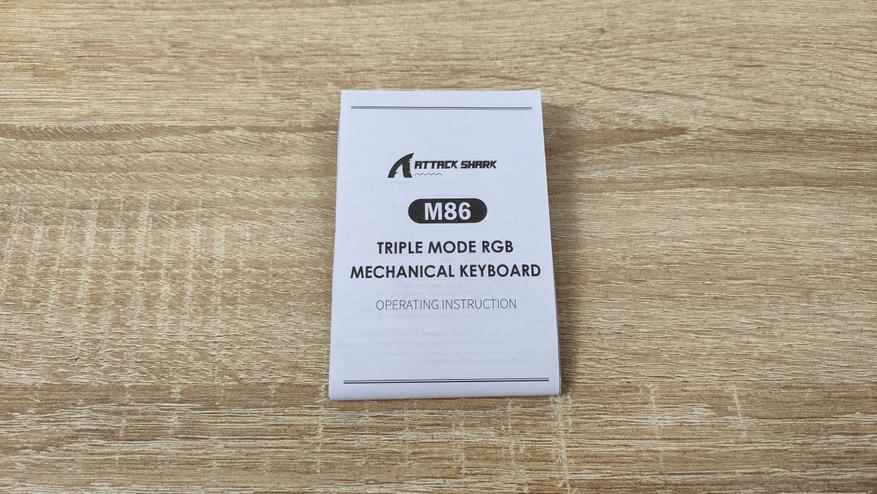 ATTACK SHARK
M86
TRIPLE MODE RGB
MECHANICAL KEYBOARD
OPERATING INSTRUCTION